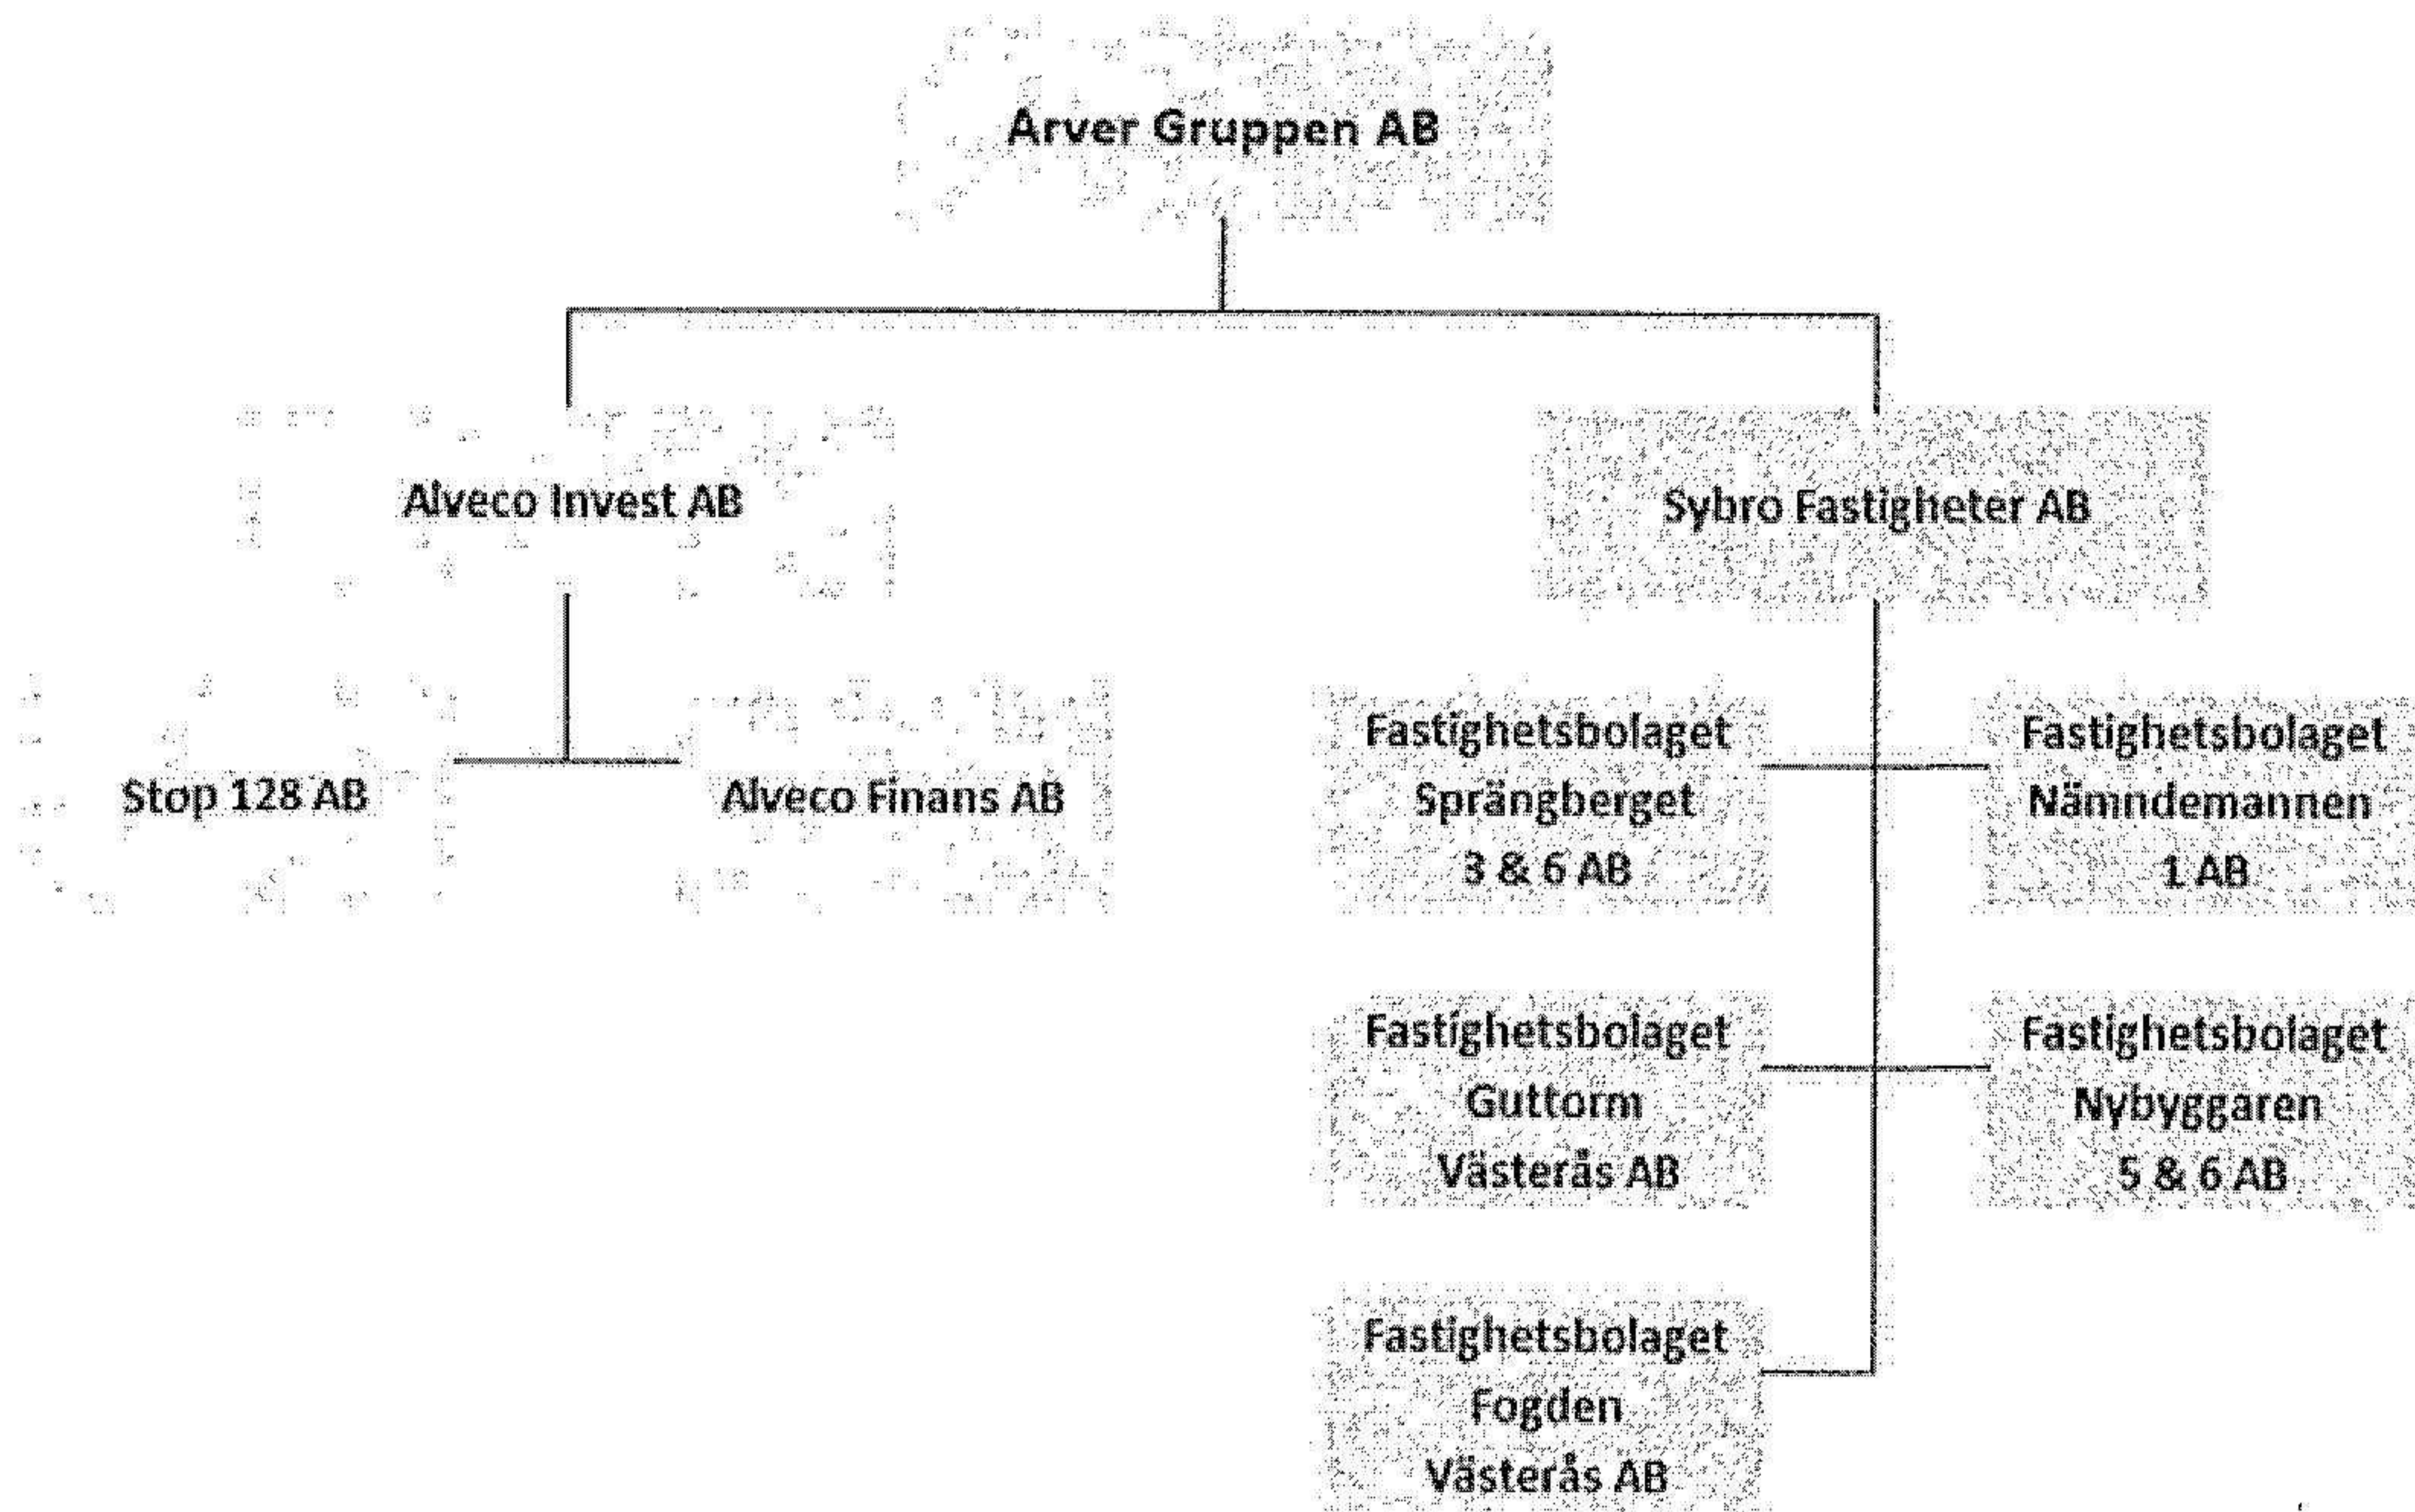 Arver Gruppen AB
Alveco Invest AB
Sybro Fastigheter AB
Stop 128 AB
Alveco Finans AB
Fastighetsbolaget
Sprängberget
3 & 6 AB
Fastighetsbolaget
Nämndemannen
1 AB
Fastighetsbolaget
Guttorm
Västerås AB
Fastighetsbolaget
Nybyggaren
5 & 6 AB
Fastighetsbolaget
Fogden
Västerås AB